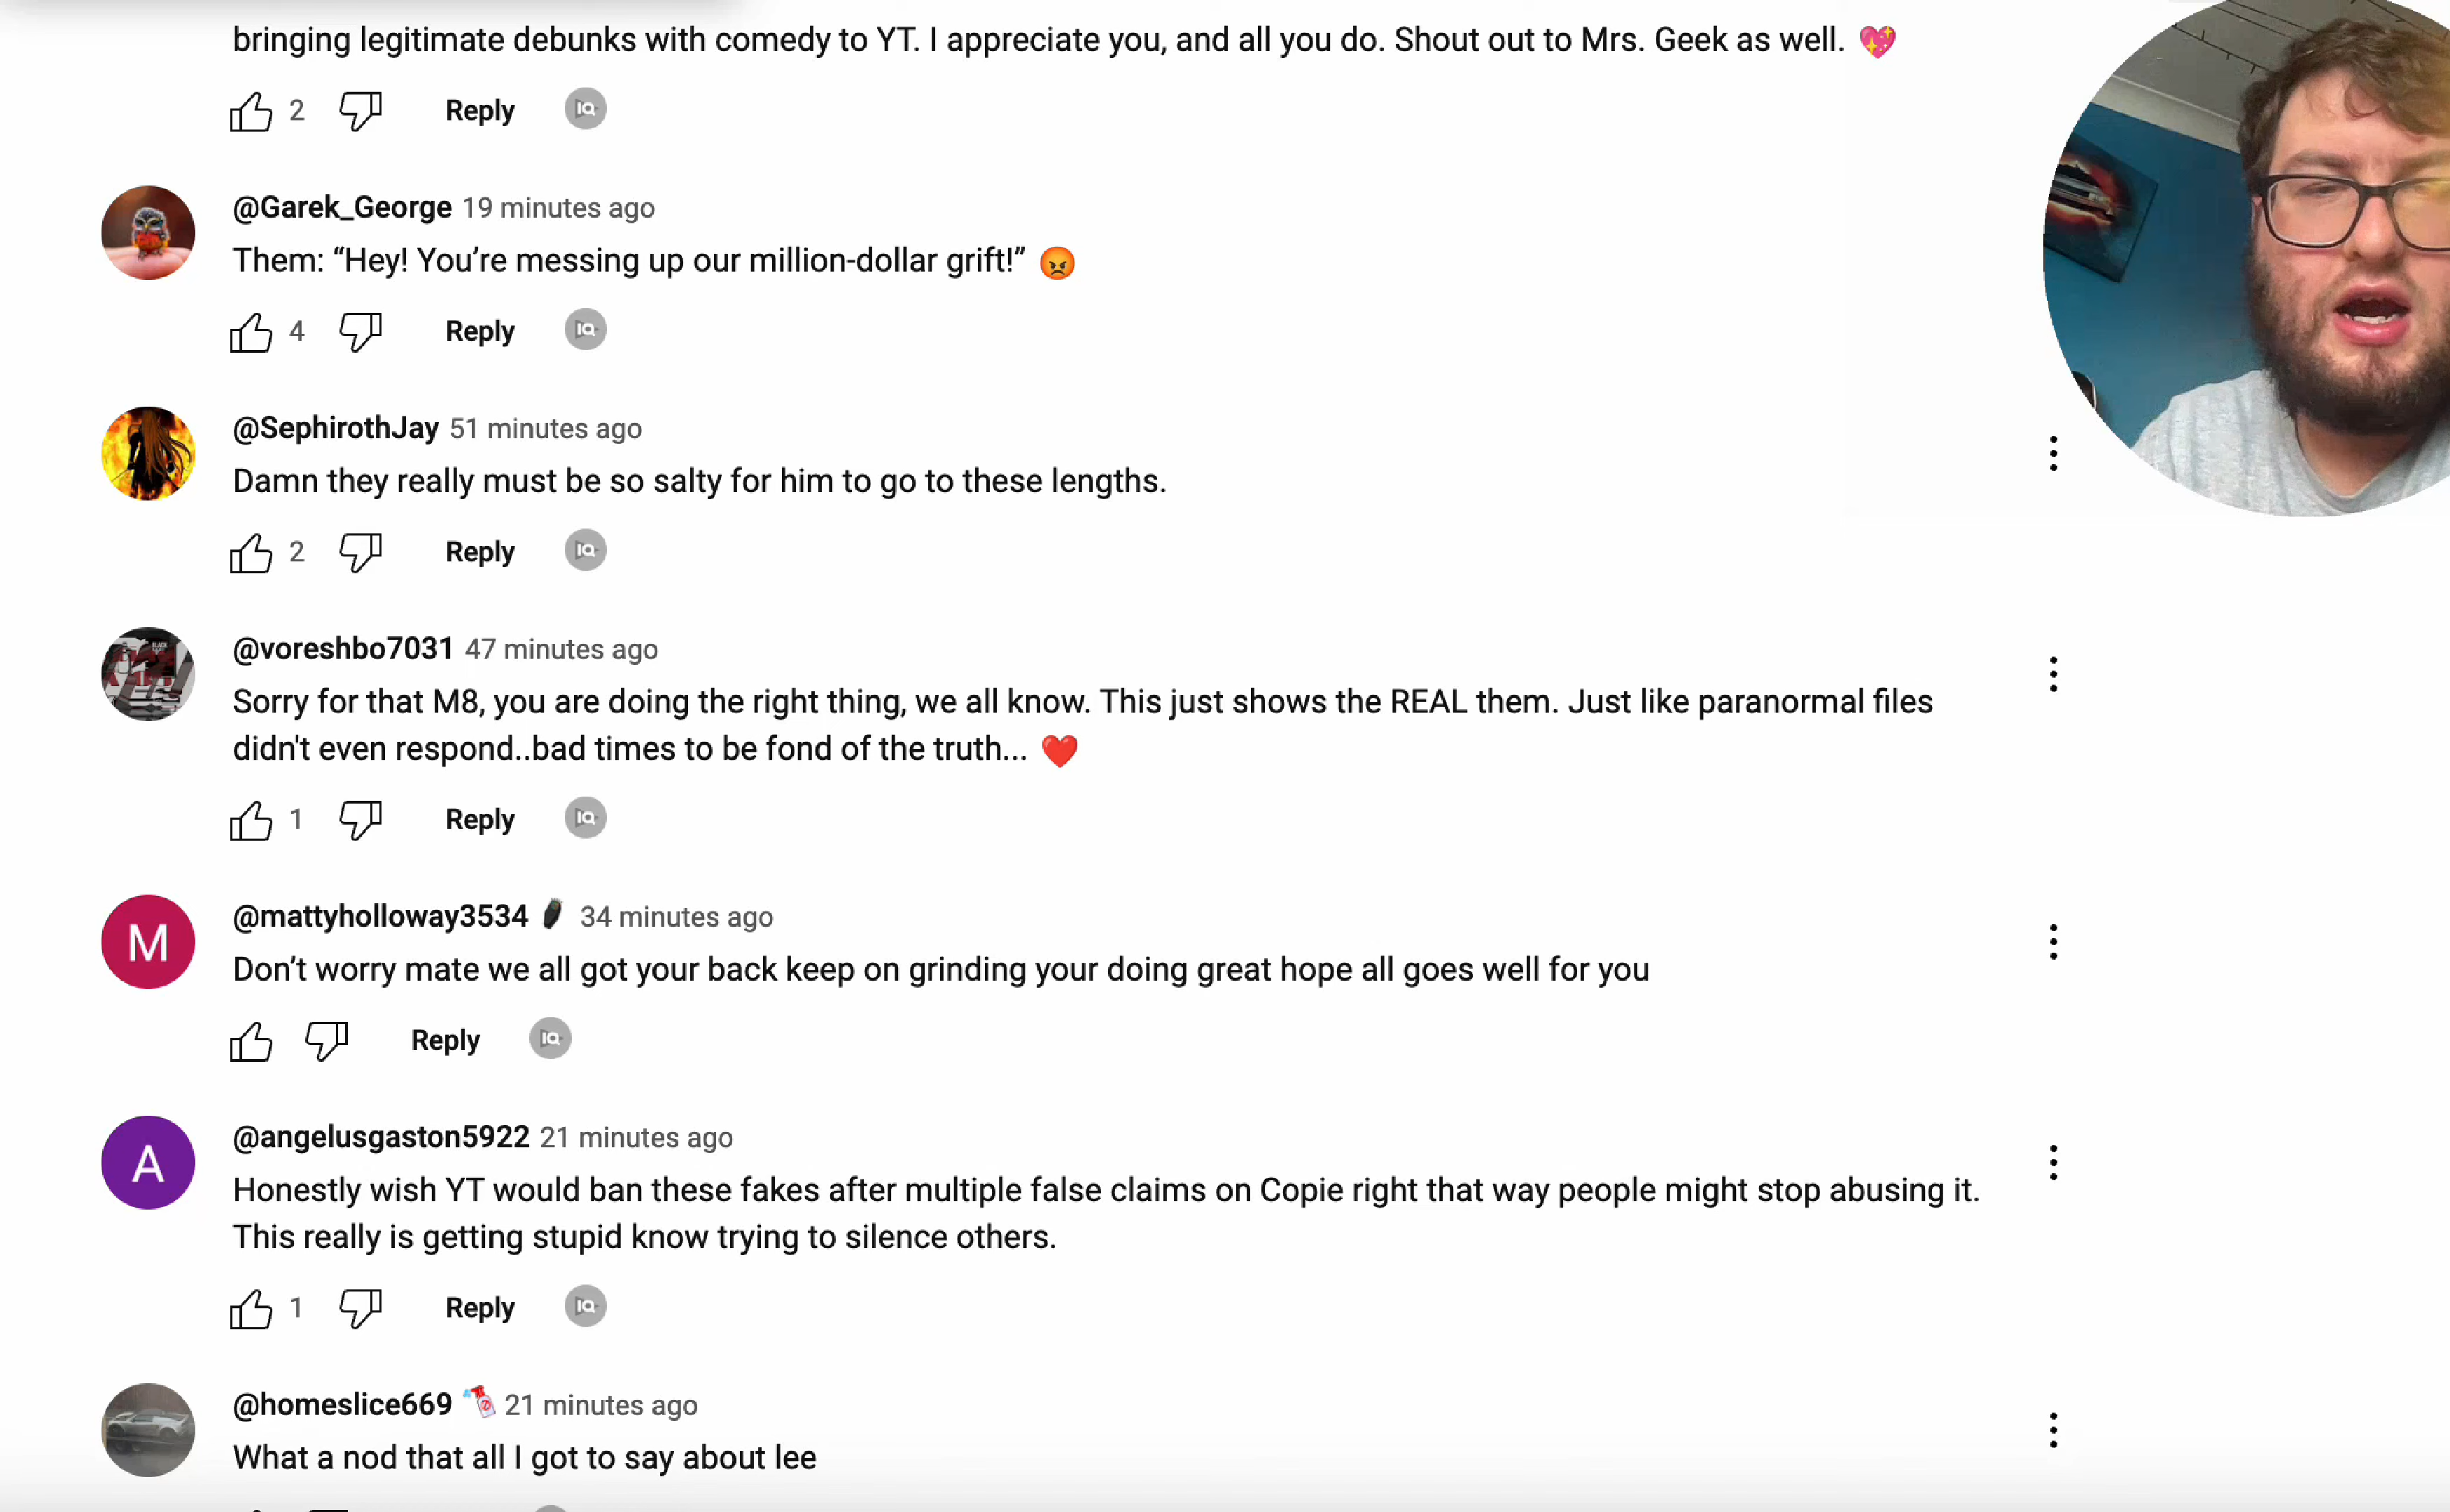 bringing legitimate debunks with comedy to YT. I appreciate you, and all you do. Shout out to Mrs. Geek as well. 💖
2 Reply IQ
@Garek_George 19 minutes ago
Them: “Hey! You’re messing up our million-dollar grift!” 😡
4 Reply IQ
@SephirothJay 51 minutes ago
Damn they really must be so salty for him to go to these lengths.
2 Reply IQ
@voreshbo7031 47 minutes ago
Sorry for that M8, you are doing the right thing, we all know. This just shows the REAL them. Just like paranormal files
didn't even respond..bad times to be fond of the truth... ❤️
1 Reply IQ
M
@mattyholloway3534 34 minutes ago
Don’t worry mate we all got your back keep on grinding your doing great hope all goes well for you
Reply IQ
A
@angelusgaston5922 21 minutes ago
Honestly wish YT would ban these fakes after multiple false claims on Copie right that way people might stop abusing it.
This really is getting stupid know trying to silence others.
1 Reply IQ
@homeslice669 21 minutes ago
What a nod that all I got to say about lee